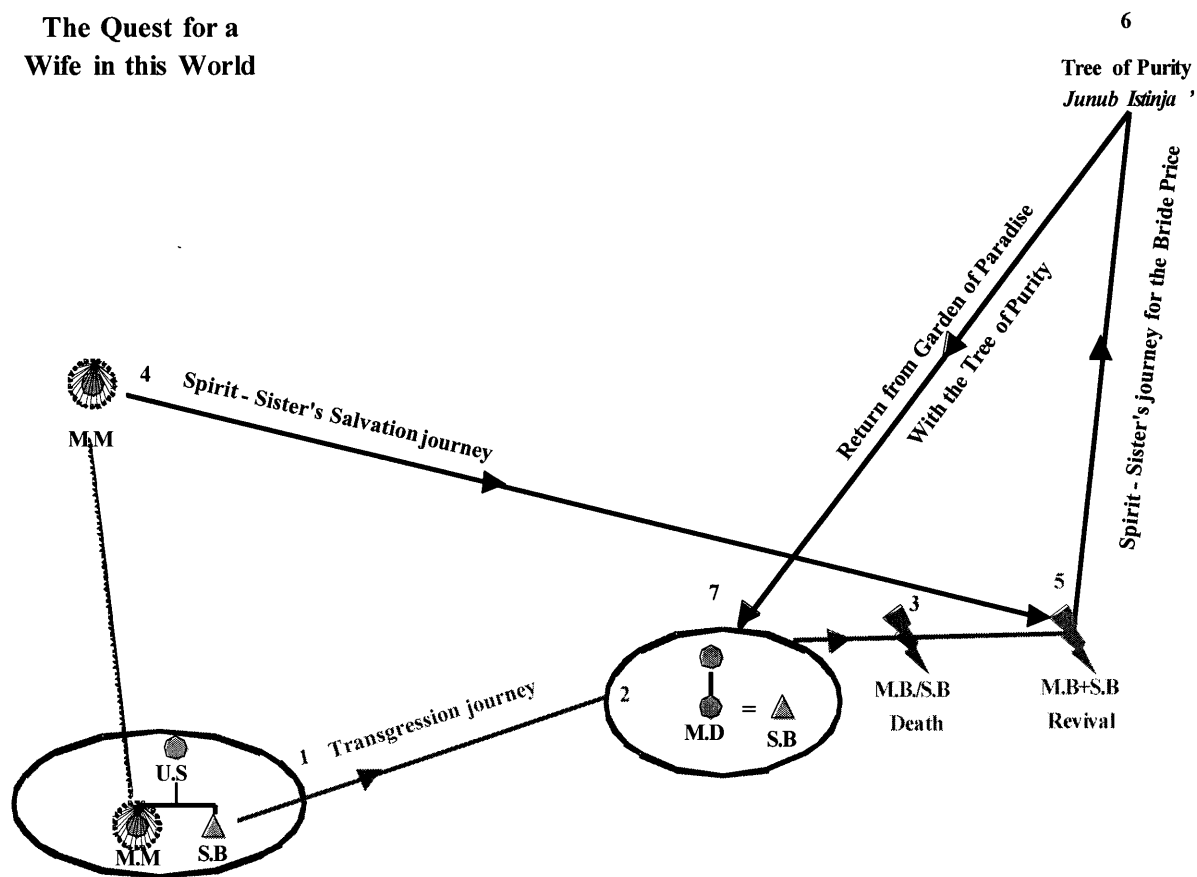 The Quest for a
Wife in this World
6
Tree of Purity
Junub Istinja '
Return from Garden of Paradise
With the Tree of Purity
Spirit - Sister's journey for the Bride Price
4 Spirit - Sister's Salvation journey
M.M
7
3
5
M.B./S.B
Death
M.B+S.B
Revival
2
M.D = S.B
1 Transgression journey
U.S
M.M S.B